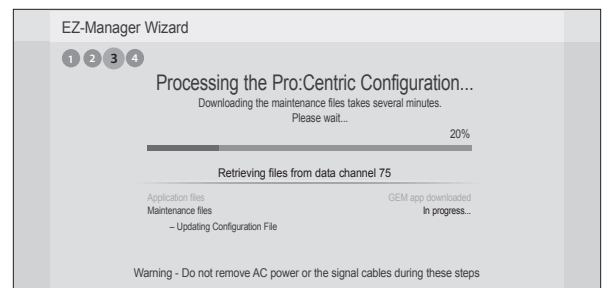 EZ-Manager Wizard
1 2 3 4
Processing the Pro:Centric Configuration...
Downloading the maintenance files takes several minutes.
Please wait...
20%
Retrieving files from data channel 75
Application files GEM app downloaded
Maintenance files In progress...
– Updating Configuration File
Warning - Do not remove AC power or the signal cables during these steps